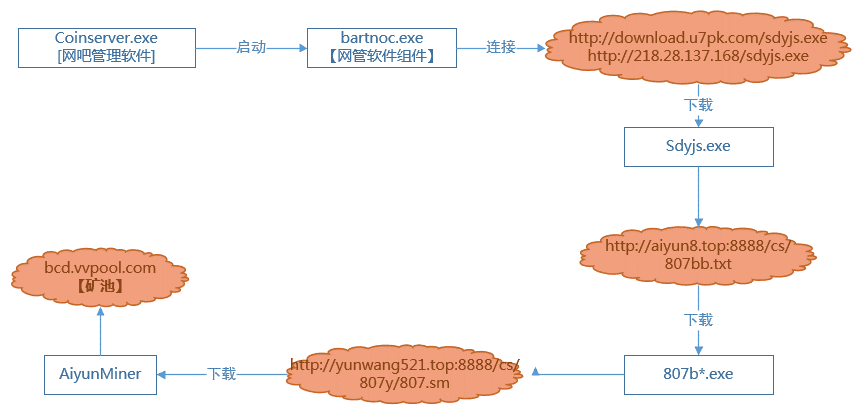 Coinserver.exe
[网吧管理软件]
启动
bartnoc.exe
【网管软件组件】
连接
http://download.u7pk.com/sdyjs.exe
http://218.28.137.168/sdyjs.exe
下载
Sdyjs.exe
http://aiyun8.top:8888/cs/
807bb.txt
下载
807b*.exe
http://yunwang521.top:8888/cs/
807y/807.sm
下载
AiyunMiner
bcd.vvpool.com
【矿池】